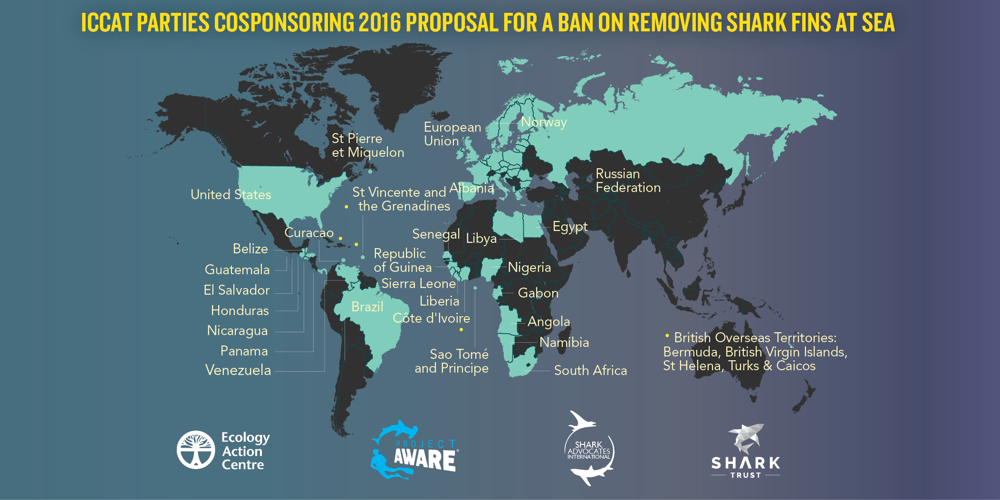 ICCAT PARTIES COSPONSORING 2016 PROPOSAL FOR A BAN ON REMOVING SHARK FINS AT SEA
St Pierre
et Miquelon
European
Union
Norway
United States
St Vincente and
the Grenadines
Albania
Russian
Federation
Curacao
Senegal
Libya
Egypt
Belize
Republic
of Guinea
Guatemala
Nigeria
El Salvador
Sierra Leone
Gabon
Honduras
Brazil
Liberia
Côte d'Ivoire
Nicaragua
Angola
Panama
Namibia
Venezuela
Sao Tomé
and Principe
South Africa
• British Overseas Territories:
Bermuda, British Virgin Islands,
St Helena, Turks & Caicos
Ecology
Action
Centre
PROJECT
AWARE®
SHARK
ADVOCATES
INTERNATIONAL
SHARK
TRUST